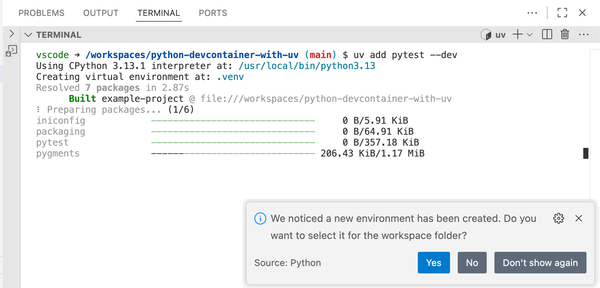 PROBLEMS OUTPUT TERMINAL PORTS
TERMINAL uv
vscode → /workspaces/python-devcontainer-with-uv (main) $ uv add pytest --dev
Using CPython 3.13.1 interpreter at: /usr/local/bin/python3.13
Creating virtual environment at: .venv
Resolved 7 packages in 2.87s
Built example-project @ file:///workspaces/python-devcontainer-with-uv
⠇ Preparing packages... (1/6)
iniconfig ------------------------------ 0 B/5.91 KiB
packaging ------------------------------ 0 B/64.91 KiB
pytest ------------------------------ 0 B/357.18 KiB
pygments ------------------------------ 206.43 KiB/1.17 MiB
We noticed a new environment has been created. Do you
want to select it for the workspace folder?
Source: Python Yes No Don't show again